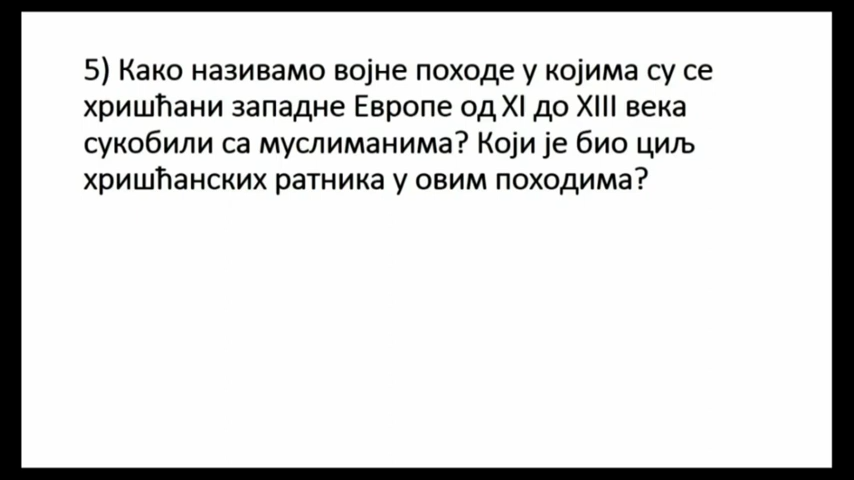 5) Како називамо војне походе у којима су се
хришћани западне Европе од XI до XIII века
сукобили са муслиманима? Који је био циљ
хришћанских ратника у овим походима?